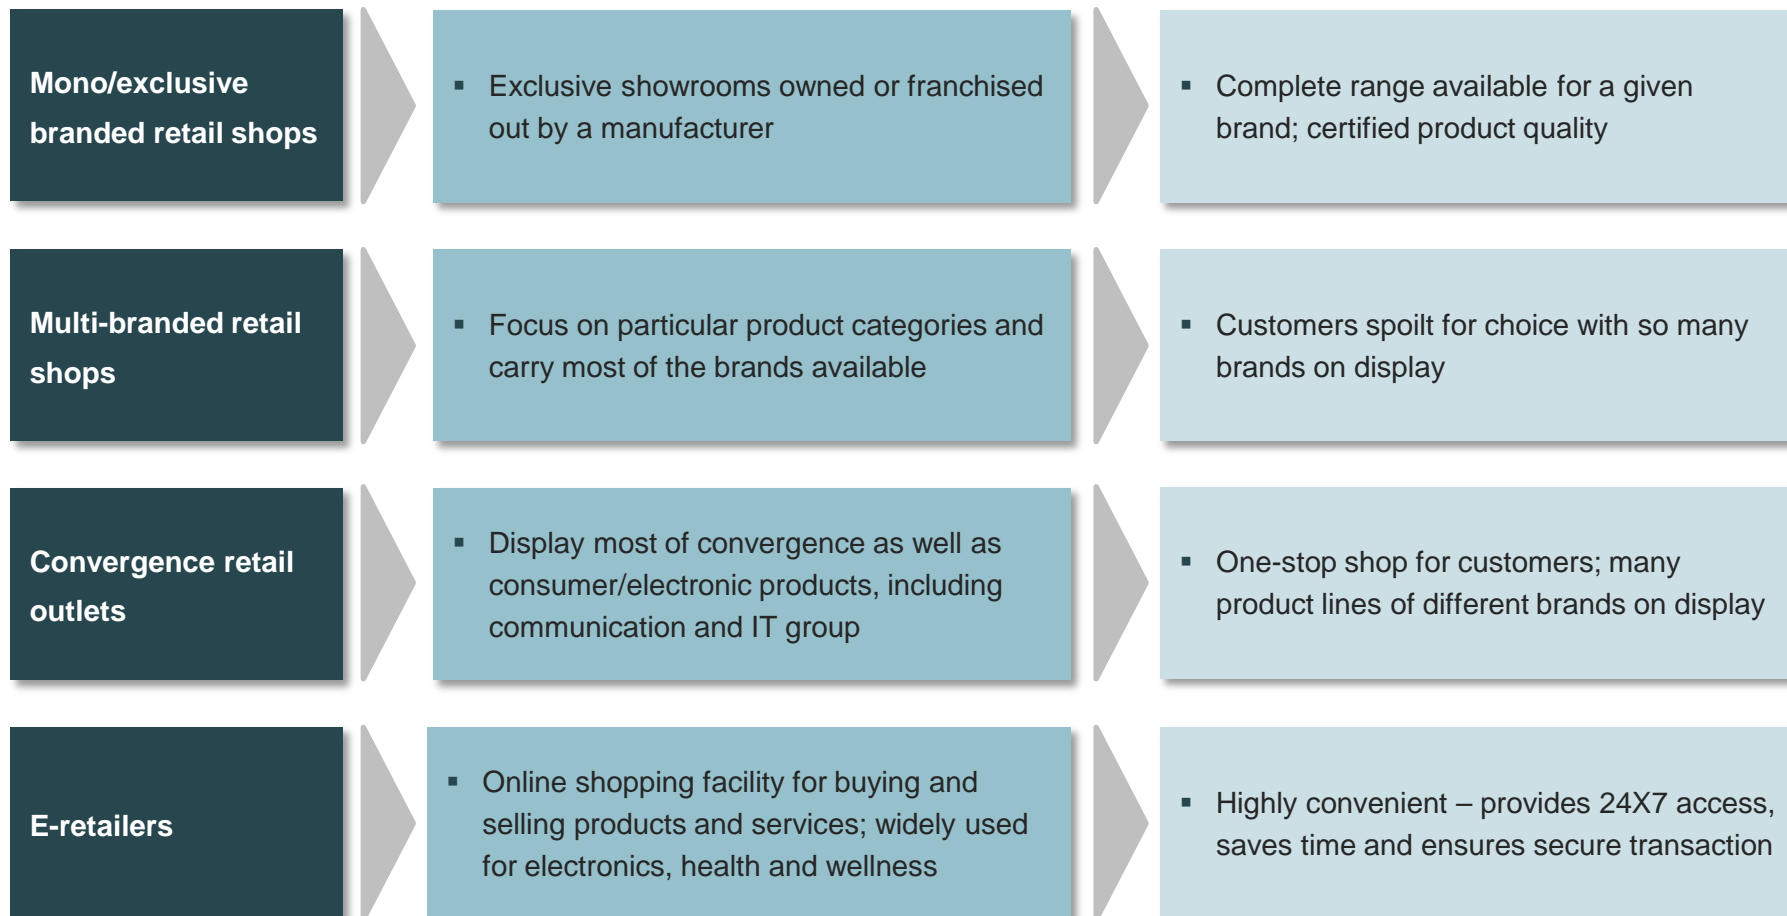 Mono/exclusive
branded retail shops
▪ Exclusive showrooms owned or franchised
out by a manufacturer
▪ Complete range available for a given
brand; certified product quality
Multi-branded retail
shops
▪ Focus on particular product categories and
carry most of the brands available
▪ Customers spoilt for choice with so many
brands on display
Convergence retail
outlets
▪ Display most of convergence as well as
consumer/electronic products, including
communication and IT group
▪ One-stop shop for customers; many
product lines of different brands on display
E-retailers
▪ Online shopping facility for buying and
selling products and services; widely used
for electronics, health and wellness
▪ Highly convenient – provides 24X7 access,
saves time and ensures secure transaction